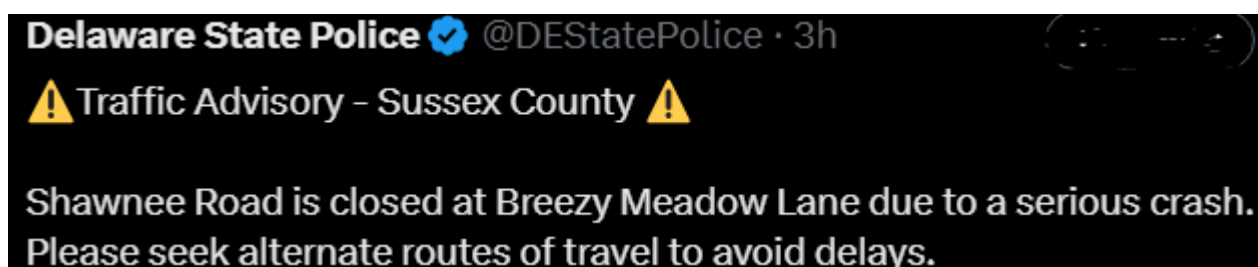 Delaware State Police @DEStatePolice · 3h
⚠️Traffic Advisory - Sussex County ⚠️
Shawnee Road is closed at Breezy Meadow Lane due to a serious crash.
Please seek alternate routes of travel to avoid delays.